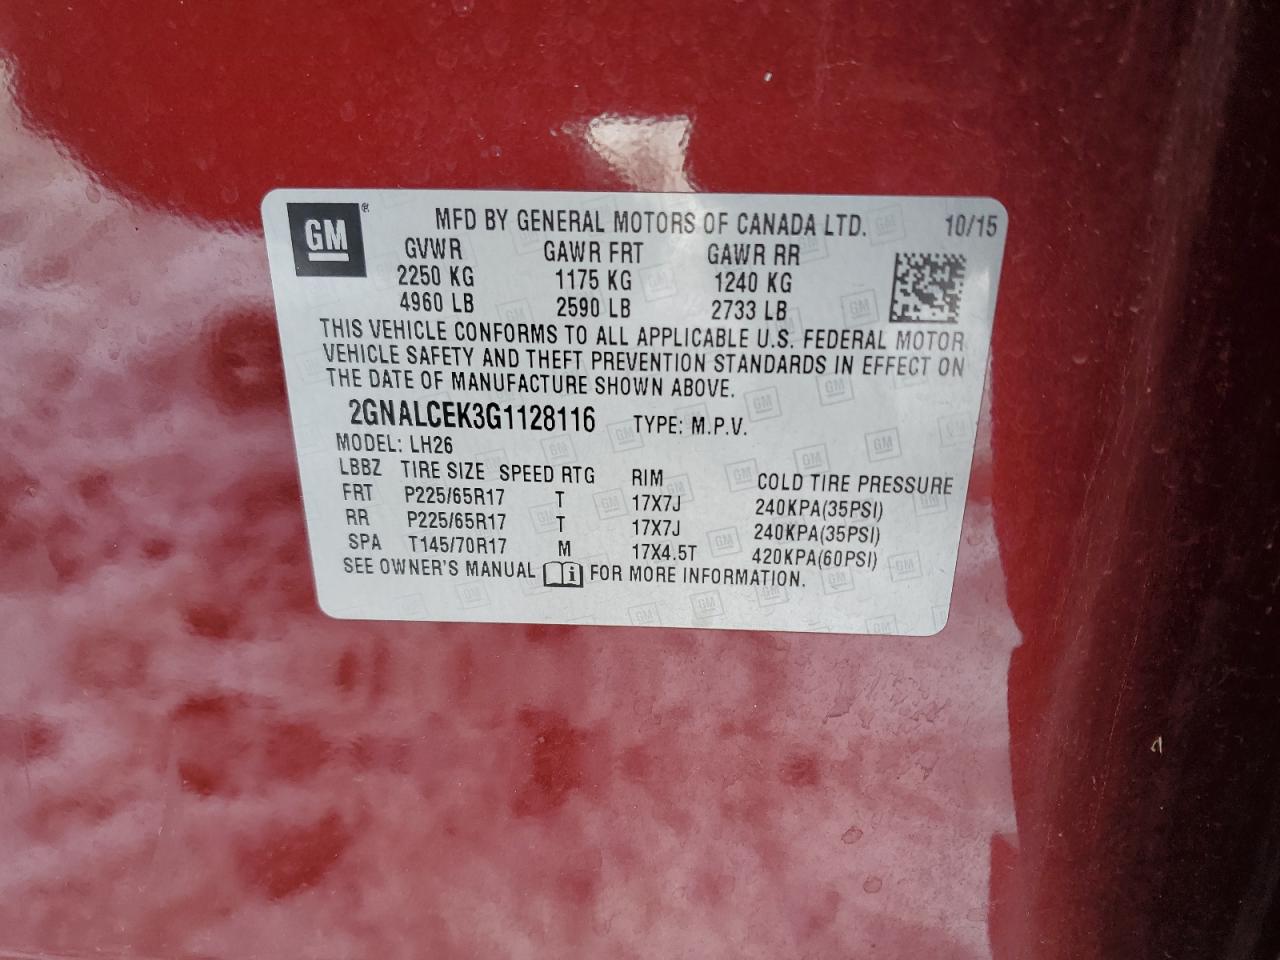 GM ® MFD BY GENERAL MOTORS OF CANADA LTD. 10/15
GVWR GAWR FRT GAWR RR
2250 KG 1175 KG 1240 KG
4960 LB 2590 LB 2733 LB
THIS VEHICLE CONFORMS TO ALL APPLICABLE U.S. FEDERAL MOTOR
VEHICLE SAFETY AND THEFT PREVENTION STANDARDS IN EFFECT ON
THE DATE OF MANUFACTURE SHOWN ABOVE.
2GNALCEK3G1128116 TYPE: M.P.V.
MODEL: LH26
LBBZ TIRE SIZE SPEED RTG RIM COLD TIRE PRESSURE
FRT P225/65R17 T 17X7J 240KPA(35PSI)
RR P225/65R17 T 17X7J 240KPA(35PSI)
SPA T145/70R17 M 17X4.5T 420KPA(60PSI)
SEE OWNER'S MANUAL FOR MORE INFORMATION.